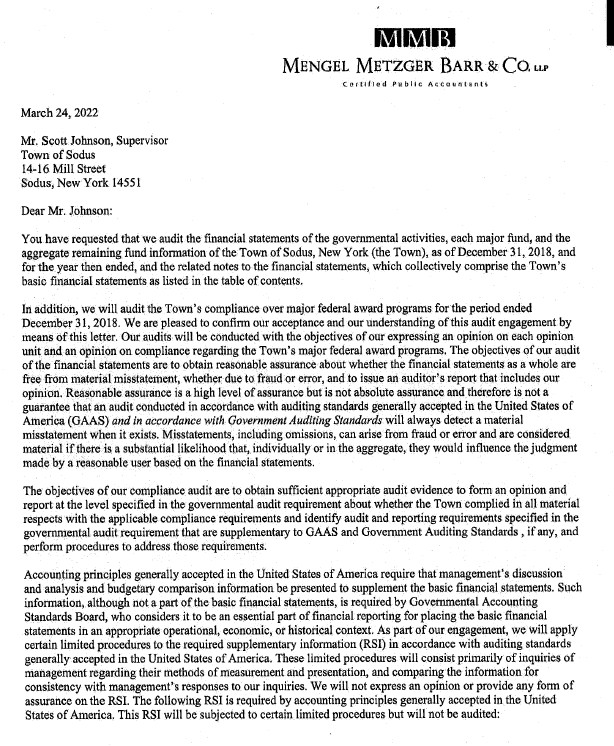 MMB
MENGEL METZGER BARR & CO. LLP
Certified Public Accountants
March 24, 2022
Mr. Scott Johnson, Supervisor
Town of Sodus
14-16 Mill Street
Sodus, New York 14551
Dear Mr. Johnson:
You have requested that we audit the financial statements of the governmental activities, each major fund, and the
aggregate remaining fund information of the Town of Sodus, New York (the Town), as of December 31, 2018, and
for the year then ended, and the related notes to the financial statements, which collectively comprise the Town's
basic financial statements as listed in the table of contents.
In addition, we will audit the Town's compliance over major federal award programs for the period ended
December 31, 2018. We are pleased to confirm our acceptance and our understanding of this audit engagement by
means of this letter. Our audits will be conducted with the objectives of our expressing an opinion on each opinion
unit and an opinion on compliance regarding the Town's major federal award programs. The objectives of our audit
of the financial statements are to obtain reasonable assurance about whether the financial statements as a whole are
free from material misstatement, whether due to fraud or error, and to issue an auditor's report that includes our
opinion. Reasonable assurance is a high level of assurance but is not absolute assurance and therefore is not a
guarantee that an audit conducted in accordance with auditing standards generally accepted in the United States of
America (GAAS) and in accordance with Government Auditing Standards will always detect a material
misstatement when it exists. Misstatements, including omissions, can arise from fraud or error and are considered
material if there is a substantial likelihood that, individually or in the aggregate, they would influence the judgment
made by a reasonable user based on the financial statements.
The objectives of our compliance audit are to obtain sufficient appropriate audit evidence to form an opinion and
report at the level specified in the governmental audit requirement about whether the Town complied in all material
respects with the applicable compliance requirements and identify audit and reporting requirements specified in the
governmental audit requirement that are supplementary to GAAS and Government Auditing Standards , if any, and
perform procedures to address those requirements.
Accounting principles generally accepted in the United States of America require that management's discussion
and analysis and budgetary comparison information be presented to supplement the basic financial statements. Such
information, although not a part of the basic financial statements, is required by Governmental Accounting
Standards Board, who considers it to be an essential part of financial reporting for placing the basic financial
statements in an appropriate operational, economic, or historical context. As part of our engagement, we will apply
certain limited procedures to the required supplementary information (RSI) in accordance with auditing standards
generally accepted in the United States of America. These limited procedures will consist primarily of inquiries of
management regarding their methods of measurement and presentation, and comparing the information for
consistency with management's responses to our inquiries. We will not express an opinion or provide any form of
assurance on the RSI. The following RSI is required by accounting principles generally accepted in the United
States of America. This RSI will be subjected to certain limited procedures but will not be audited: